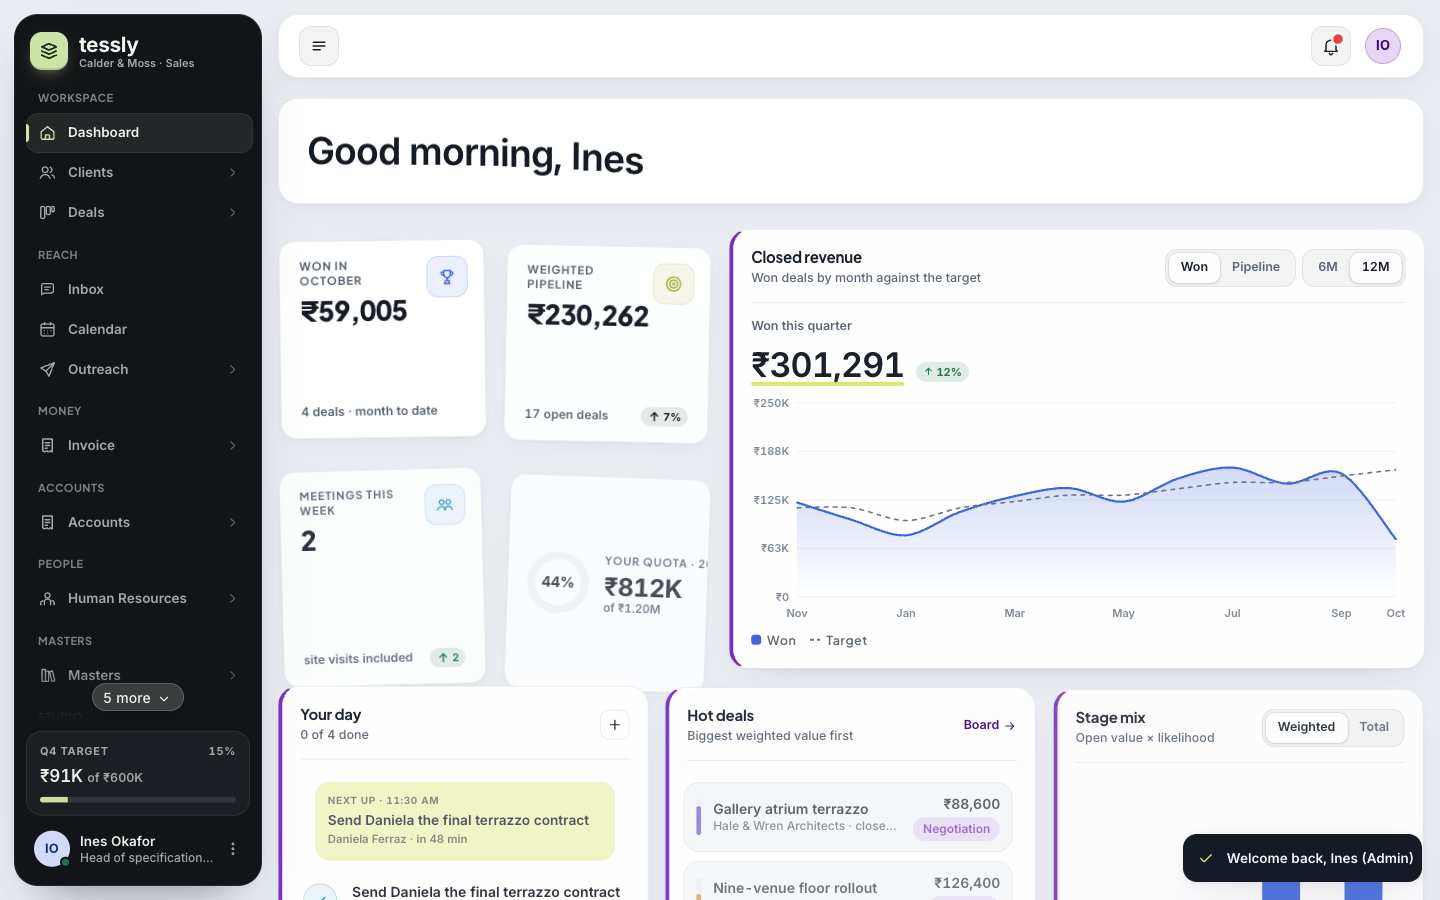 tessly
Calder & Moss · Sales
WORKSPACE
Dashboard
Clients
Deals
REACH
Inbox
Calendar
Outreach
MONEY
Invoice
ACCOUNTS
Accounts
PEOPLE
Human Resources
MASTERS
Masters
5 more
STUDIO
Q4 TARGET 15%
₹91K of ₹600K
IO
Ines Okafor
Head of specification...
IO
Good morning, Ines
WON IN
OCTOBER
₹59,005
4 deals · month to date
WEIGHTED
PIPELINE
₹230,262
17 open deals
↑ 7%
MEETINGS THIS
WEEK
2
site visits included
↑ 2
44%
YOUR QUOTA · 
₹812K
of ₹1.20M
Closed revenue
Won deals by month against the target
Won Pipeline
6M 12M
Won this quarter
₹301,291
↑ 12%
₹250K
₹188K
₹125K
₹63K
₹0
Nov Jan Mar May Jul Sep Oct
Won Target
Your day
0 of 4 done
+
NEXT UP · 11:30 AM
Send Daniela the final terrazzo contract
Daniela Ferraz · in 48 min
Send Daniela the final terrazzo contract
Hot deals
Biggest weighted value first
Board →
Gallery atrium terrazzo
Hale & Wren Architects · close...
₹88,600
Negotiation
Nine-venue floor rollout
₹126,400
Stage mix
Open value × likelihood
Weighted Total
Welcome back, Ines (Admin)